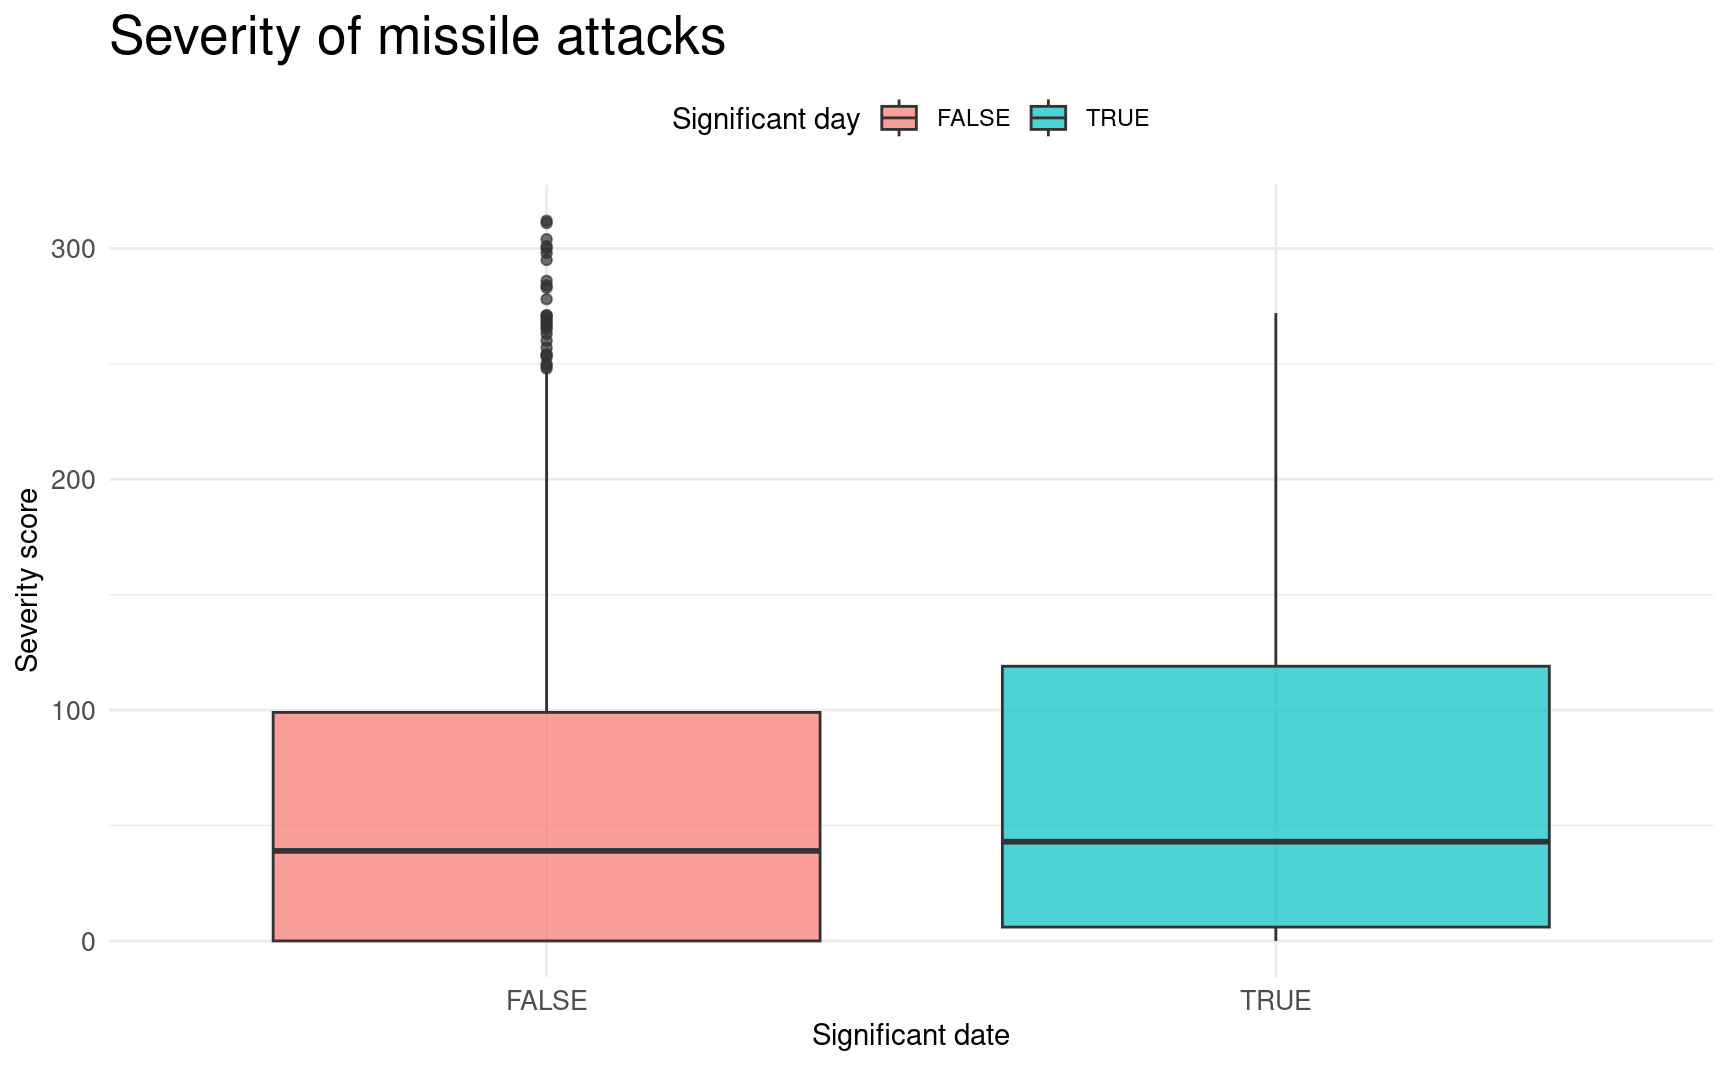 Severity of missile attacks
Significant day FALSE TRUE
300
200
100
0
Severity score
FALSE TRUE
Significant date